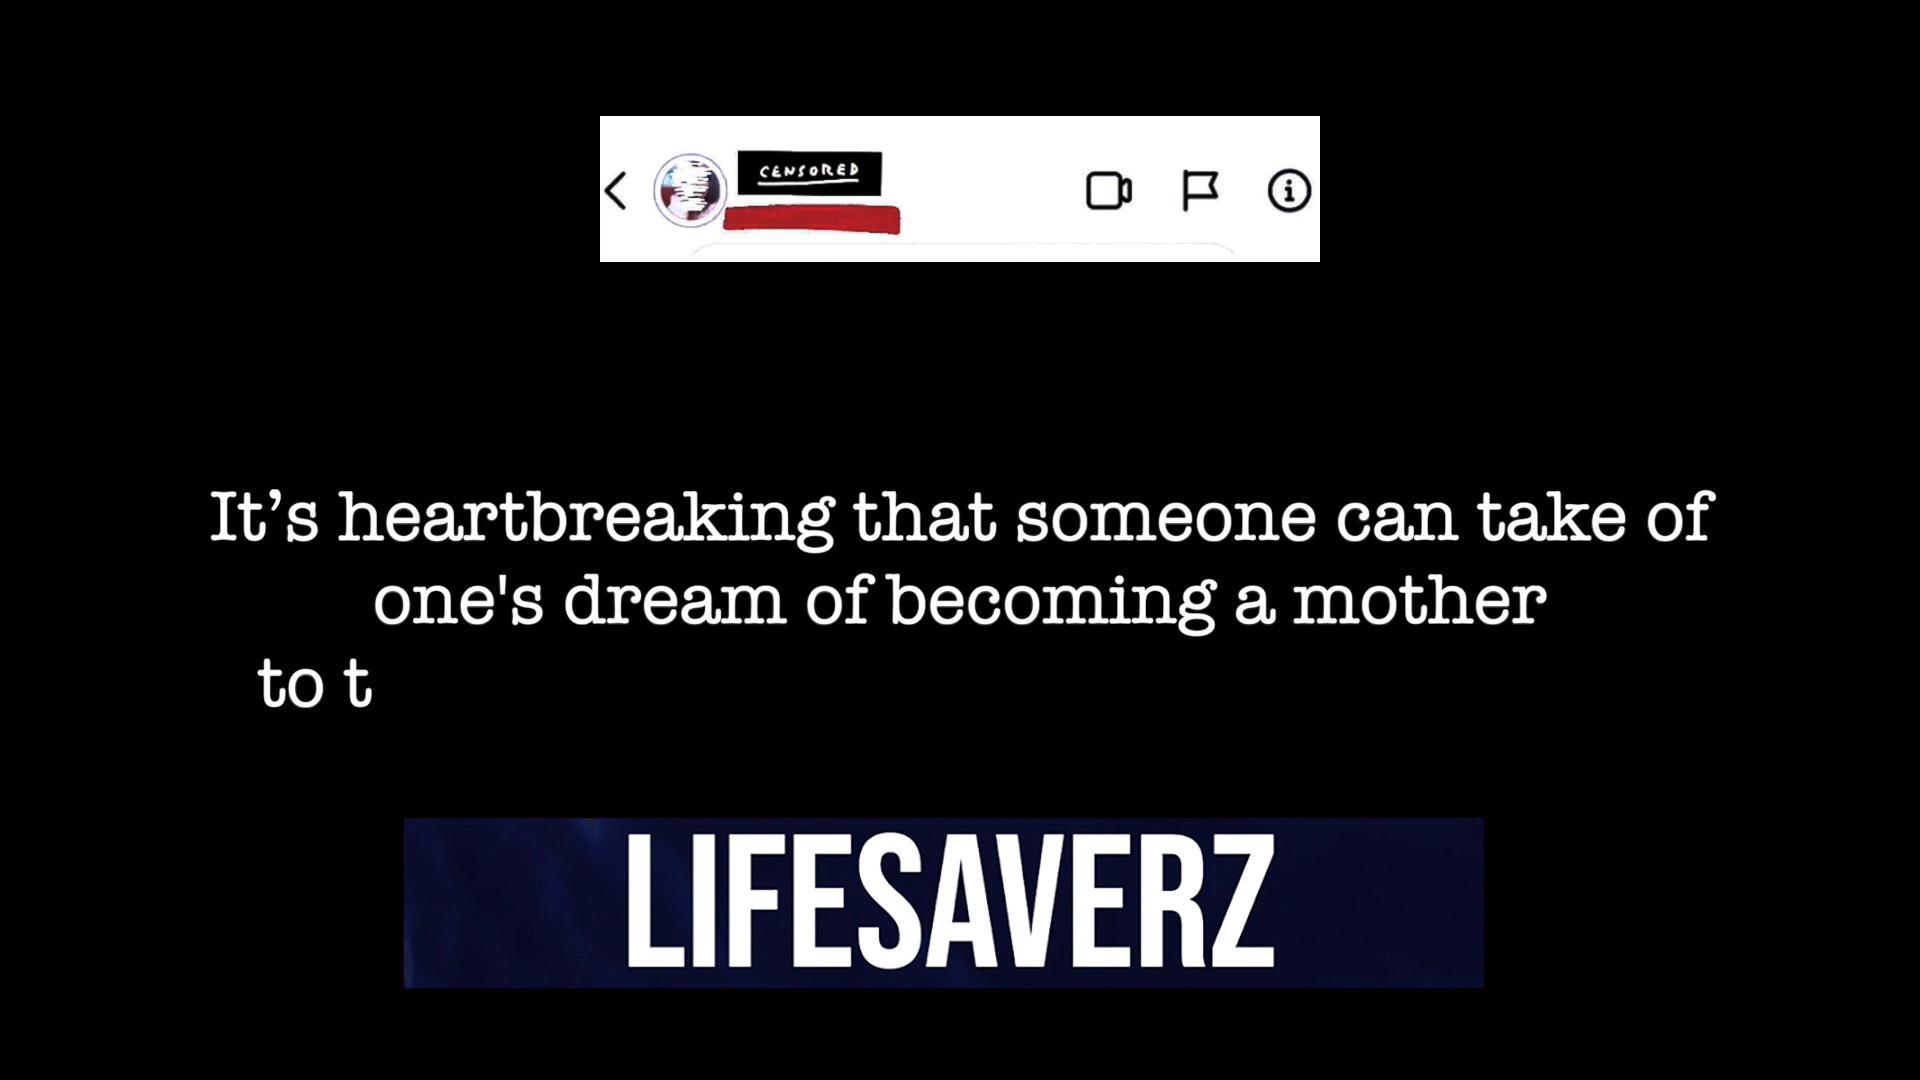 CENSORED
It’s heartbreaking that someone can take of
one's dream of becoming a mother
to t
LIFESAVERZ